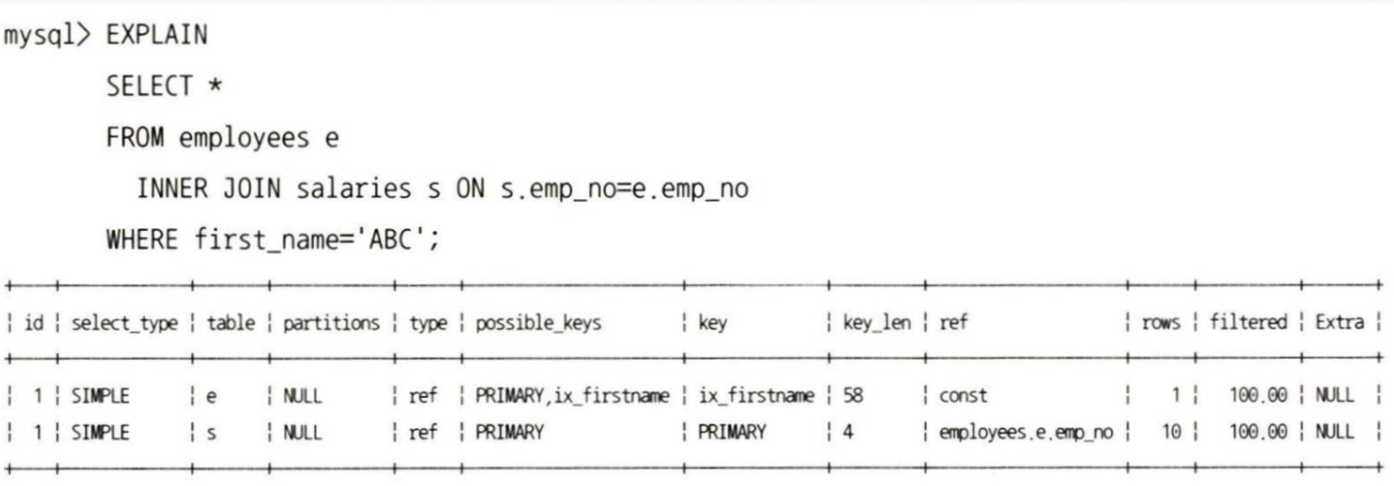 mysql> EXPLAIN
SELECT *
FROM employees e
INNER JOIN salaries s ON s.emp_no=e.emp_no
WHERE first_name='ABC';
+----+-------------+-------+------------+------+----------------------+--------------+---------+--------------------+------+----------+-------+
| id | select_type | table | partitions | type | possible_keys | key | key_len | ref | rows | filtered | Extra |
+----+-------------+-------+------------+------+----------------------+--------------+---------+--------------------+------+----------+-------+
| 1 | SIMPLE | e | NULL | ref | PRIMARY,ix_firstname | ix_firstname | 58 | const | 1 | 100.00 | NULL |
| 1 | SIMPLE | s | NULL | ref | PRIMARY | PRIMARY | 4 | employees.e.emp_no | 10 | 100.00 | NULL |
+----+-------------+-------+------------+------+----------------------+--------------+---------+--------------------+------+----------+-------+